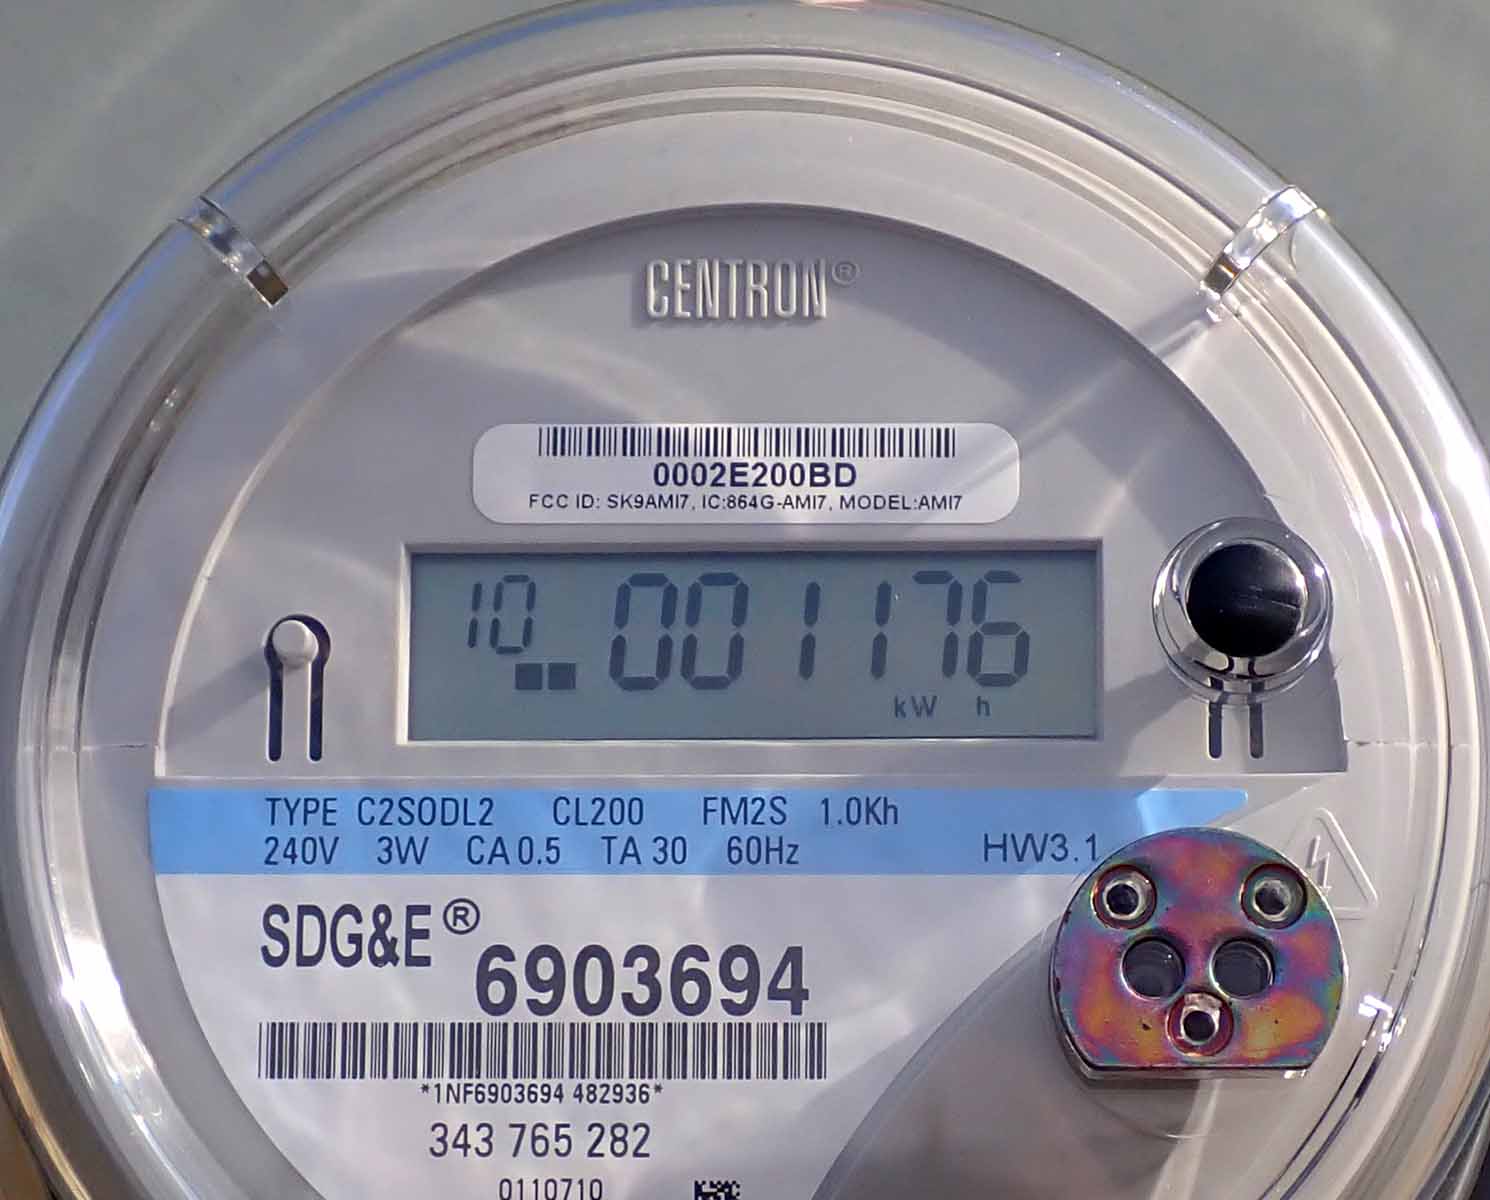 CENTRON®
0002E200BD
FCC ID: SK9AMI7, IC:864G-AMI7, MODEL:AMI7
10 001176
kW h
TYPE C2SODL2 CL200 FM2S 1.0Kh
240V 3W CA 0.5 TA 30 60Hz HW3.1
SDG&E® 6903694
*1NF6903694 482936*
343 765 282
0110710